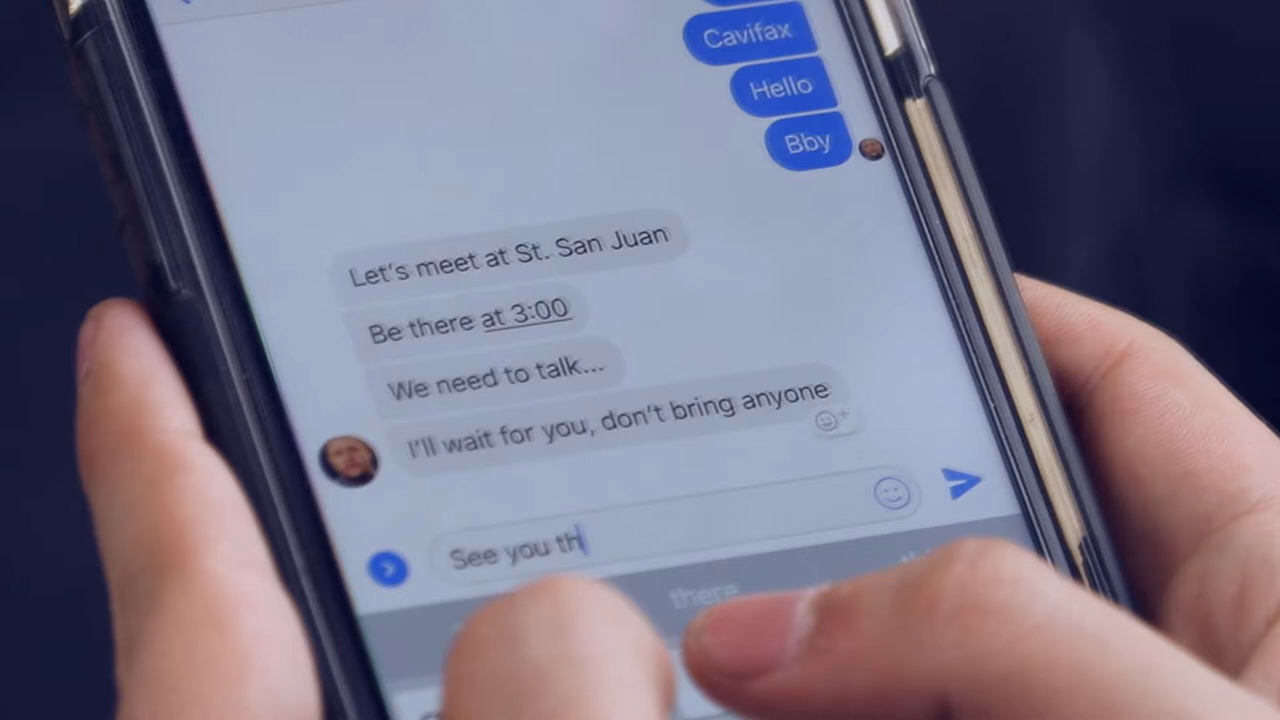 Cavifax
Hello
Bby
Let's meet at St. San Juan
Be there at 3:00
We need to talk...
I'll wait for you, don't bring anyone
See you th
there